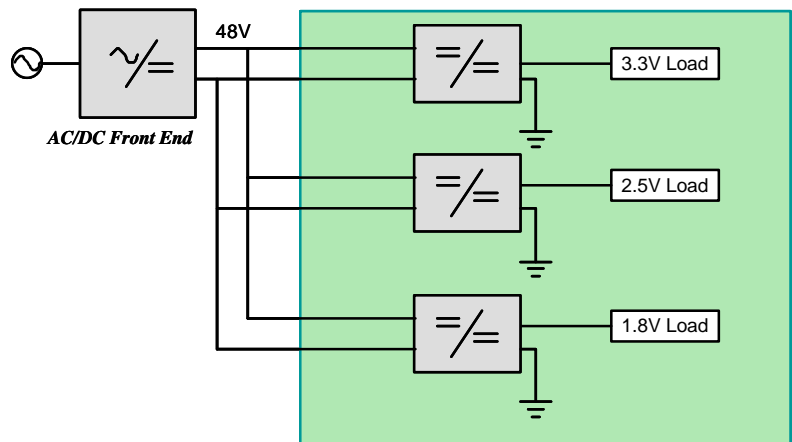 48V
AC/DC Front End
3.3V Load
2.5V Load
1.8V Load